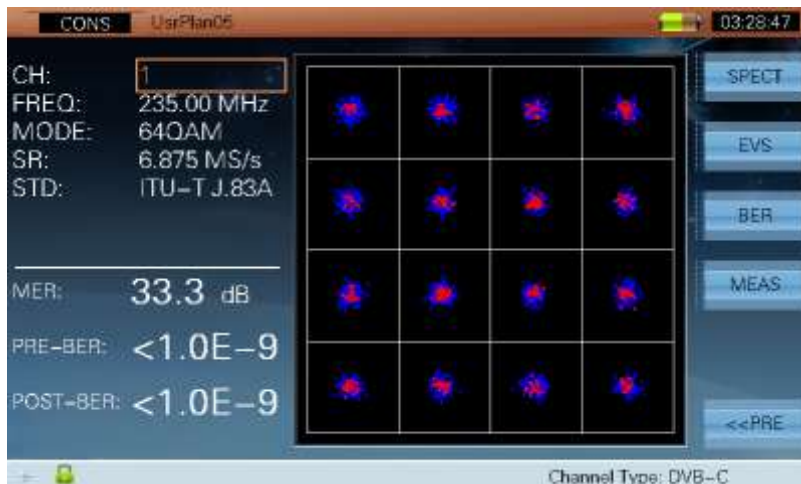 CONS UsrPlan05 03:28:47
CH: 1
FREQ: 235.00 MHz
MODE: 64QAM
SR: 6.875 MS/s
STD: ITU-T J.83A
MER: 33.3 dB
PRE-BER: <1.0E-9
POST-BER: <1.0E-9
SPECT
EVS
BER
MEAS
<<PRE
Channel Type: DVB-C